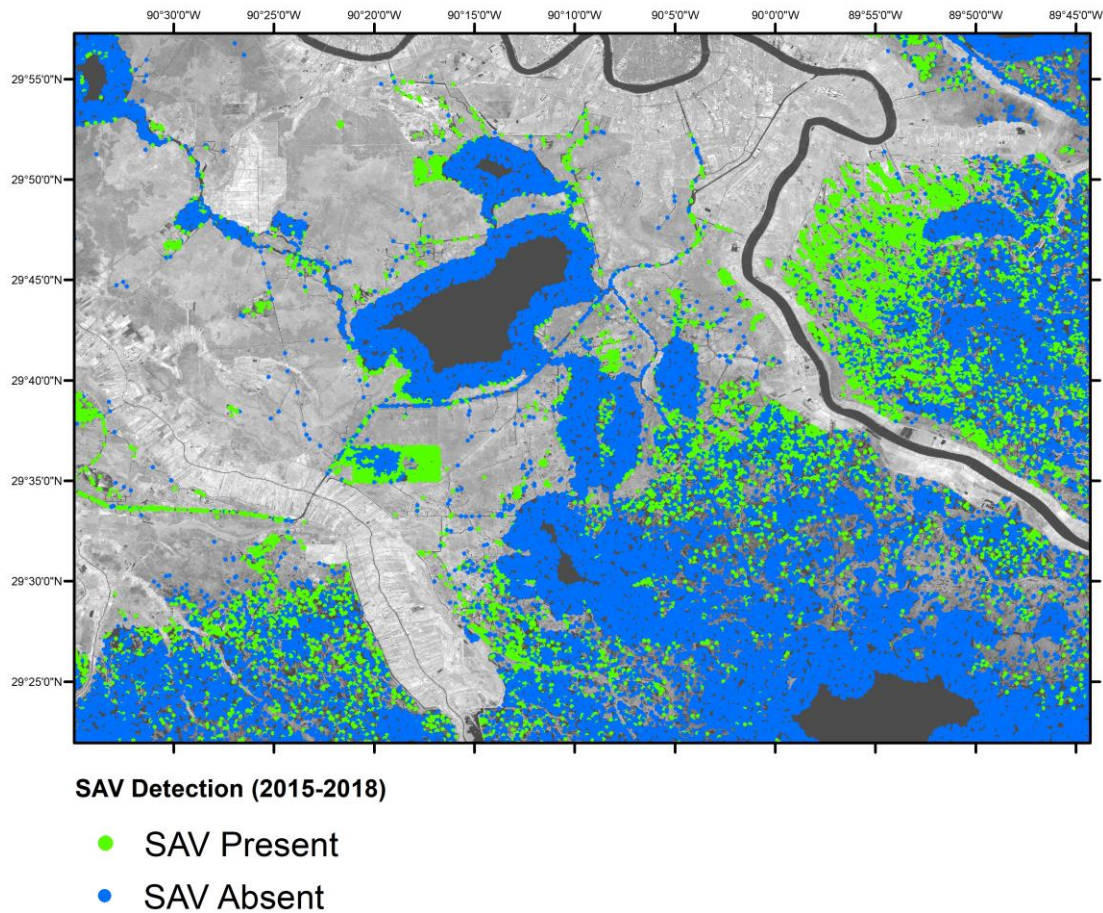 90°30'0"W 90°25'0"W 90°20'0"W 90°15'0"W 90°10'0"W 90°5'0"W 90°0'0"W 89°55'0"W 89°50'0"W 89°45'0"W
29°55'0"N
29°50'0"N
29°45'0"N
29°40'0"N
29°35'0"N
29°30'0"N
29°25'0"N
SAV Detection (2015-2018)
SAV Present
SAV Absent